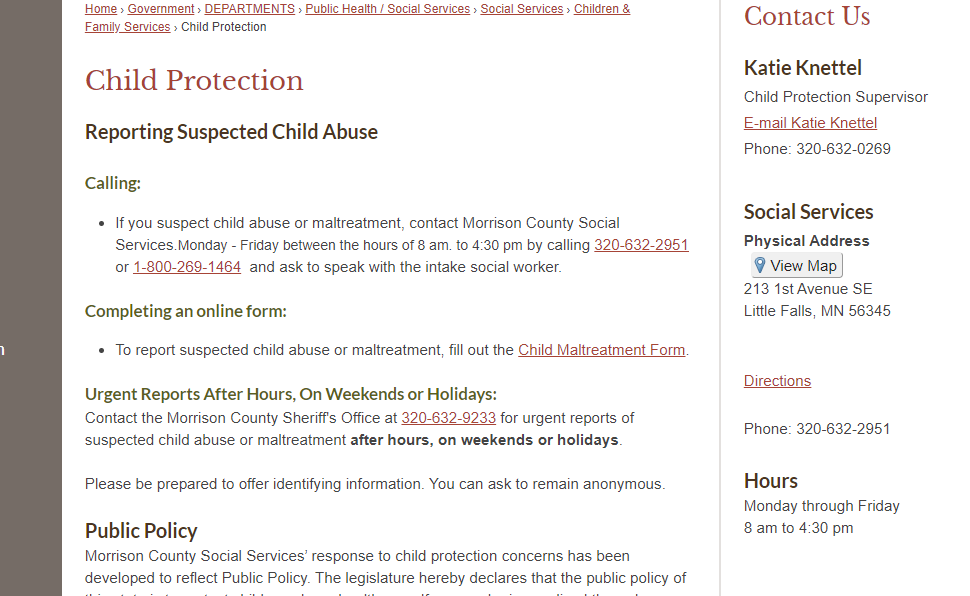 Home › Government › DEPARTMENTS › Public Health / Social Services › Social Services › Children &
Family Services › Child Protection
Child Protection
Reporting Suspected Child Abuse
Calling:
• If you suspect child abuse or maltreatment, contact Morrison County Social
Services.Monday - Friday between the hours of 8 am. to 4:30 pm by calling 320-632-2951
or 1-800-269-1464 and ask to speak with the intake social worker.
Completing an online form:
• To report suspected child abuse or maltreatment, fill out the Child Maltreatment Form.
Urgent Reports After Hours, On Weekends or Holidays:
Contact the Morrison County Sheriff's Office at 320-632-9233 for urgent reports of
suspected child abuse or maltreatment after hours, on weekends or holidays.
Please be prepared to offer identifying information. You can ask to remain anonymous.
Public Policy
Morrison County Social Services' response to child protection concerns has been
developed to reflect Public Policy. The legislature hereby declares that the public policy of
Contact Us
Katie Knettel
Child Protection Supervisor
E-mail Katie Knettel
Phone: 320-632-0269
Social Services
Physical Address
View Map
213 1st Avenue SE
Little Falls, MN 56345
Directions
Phone: 320-632-2951
Hours
Monday through Friday
8 am to 4:30 pm